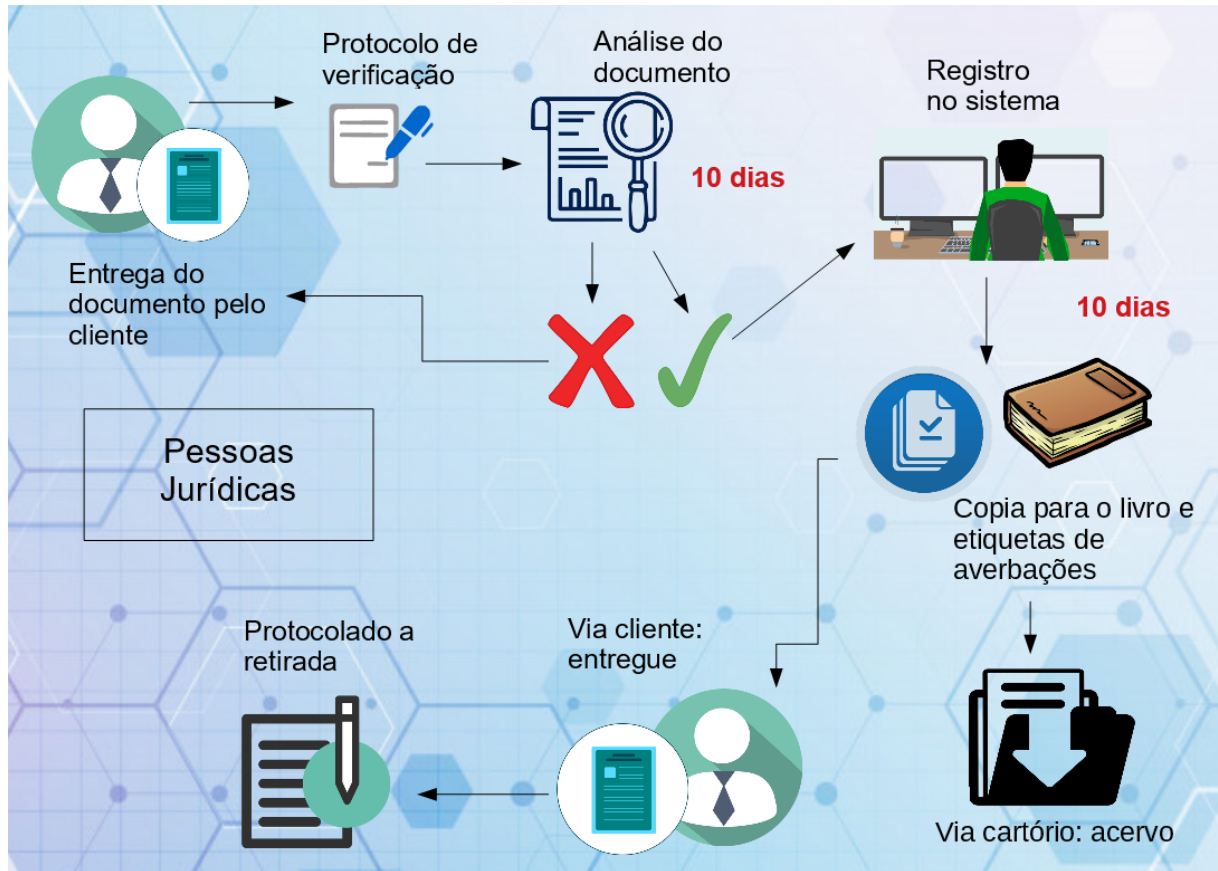 Protocolo de
verificação
Análise do
documento
10 dias
Registro
no sistema
Entrega do
documento pelo
cliente
10 dias
Pessoas
Jurídicas
Copia para o livro e
etiquetas de
averbações
Protocolado a
retirada
Via cliente:
entregue
Via cartório: acervo